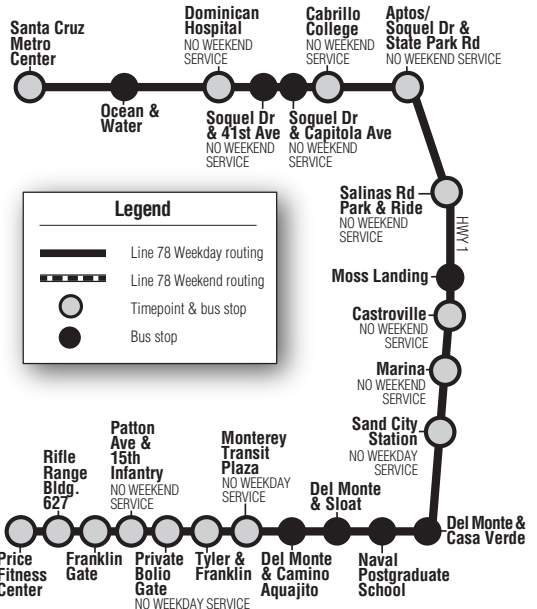 Santa Cruz
Metro
Center
Ocean &
Water
Dominican
Hospital
NO WEEKEND
SERVICE
Soquel Dr
& 41st Ave
NO WEEKEND
SERVICE
Soquel Dr
& Capitola Ave
NO WEEKEND
SERVICE
Cabrillo
College
NO WEEKEND
SERVICE
Aptos/
Soquel Dr &
State Park Rd
NO WEEKEND SERVICE
Salinas Rd
Park & Ride
NO WEEKEND
SERVICE
HWY 1
Moss Landing
Castroville
NO WEEKEND
SERVICE
Marina
NO WEEKEND
SERVICE
Sand City
Station
NO WEEKDAY
SERVICE
Legend
Line 78 Weekday routing
Line 78 Weekend routing
Timepoint & bus stop
Bus stop
Del Monte &
Casa Verde
Naval
Postgraduate
School
Del Monte
& Sloat
Del Monte
& Camino
Aquajito
Monterey
Transit
Plaza
NO WEEKDAY
SERVICE
Tyler &
Franklin
Private
Bolio
Gate
NO WEEKDAY SERVICE
Patton
Ave &
15th
Infantry
NO WEEKEND
SERVICE
Franklin
Gate
Rifle
Range
Bldg.
627
Price
Fitness
Center